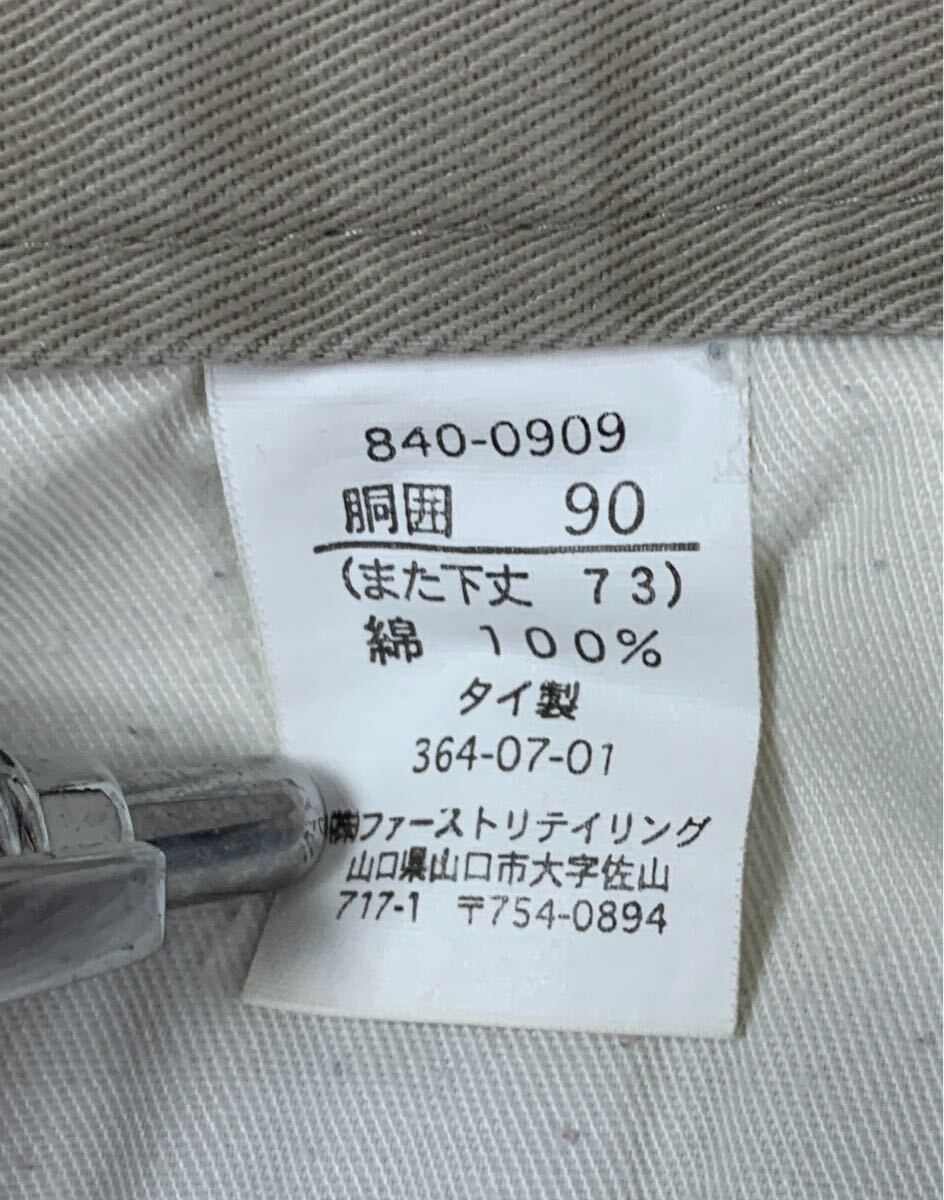 840-0909
胴囲 90
(また下丈 73)
綿 100%
タイ製
364-07-01
㈱ファーストリテイリング
山口県山口市大字佐山
717-1 〒754-0894